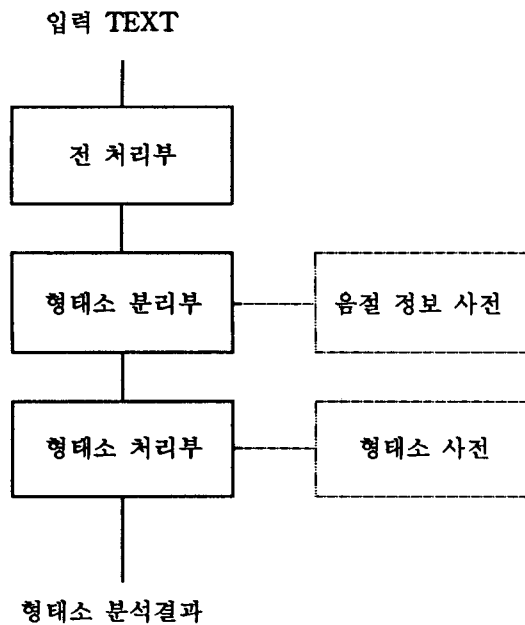 입력 TEXT
전 처리부
형태소 분리부
음절 정보 사전
형태소 처리부
형태소 사전
형태소 분석결과